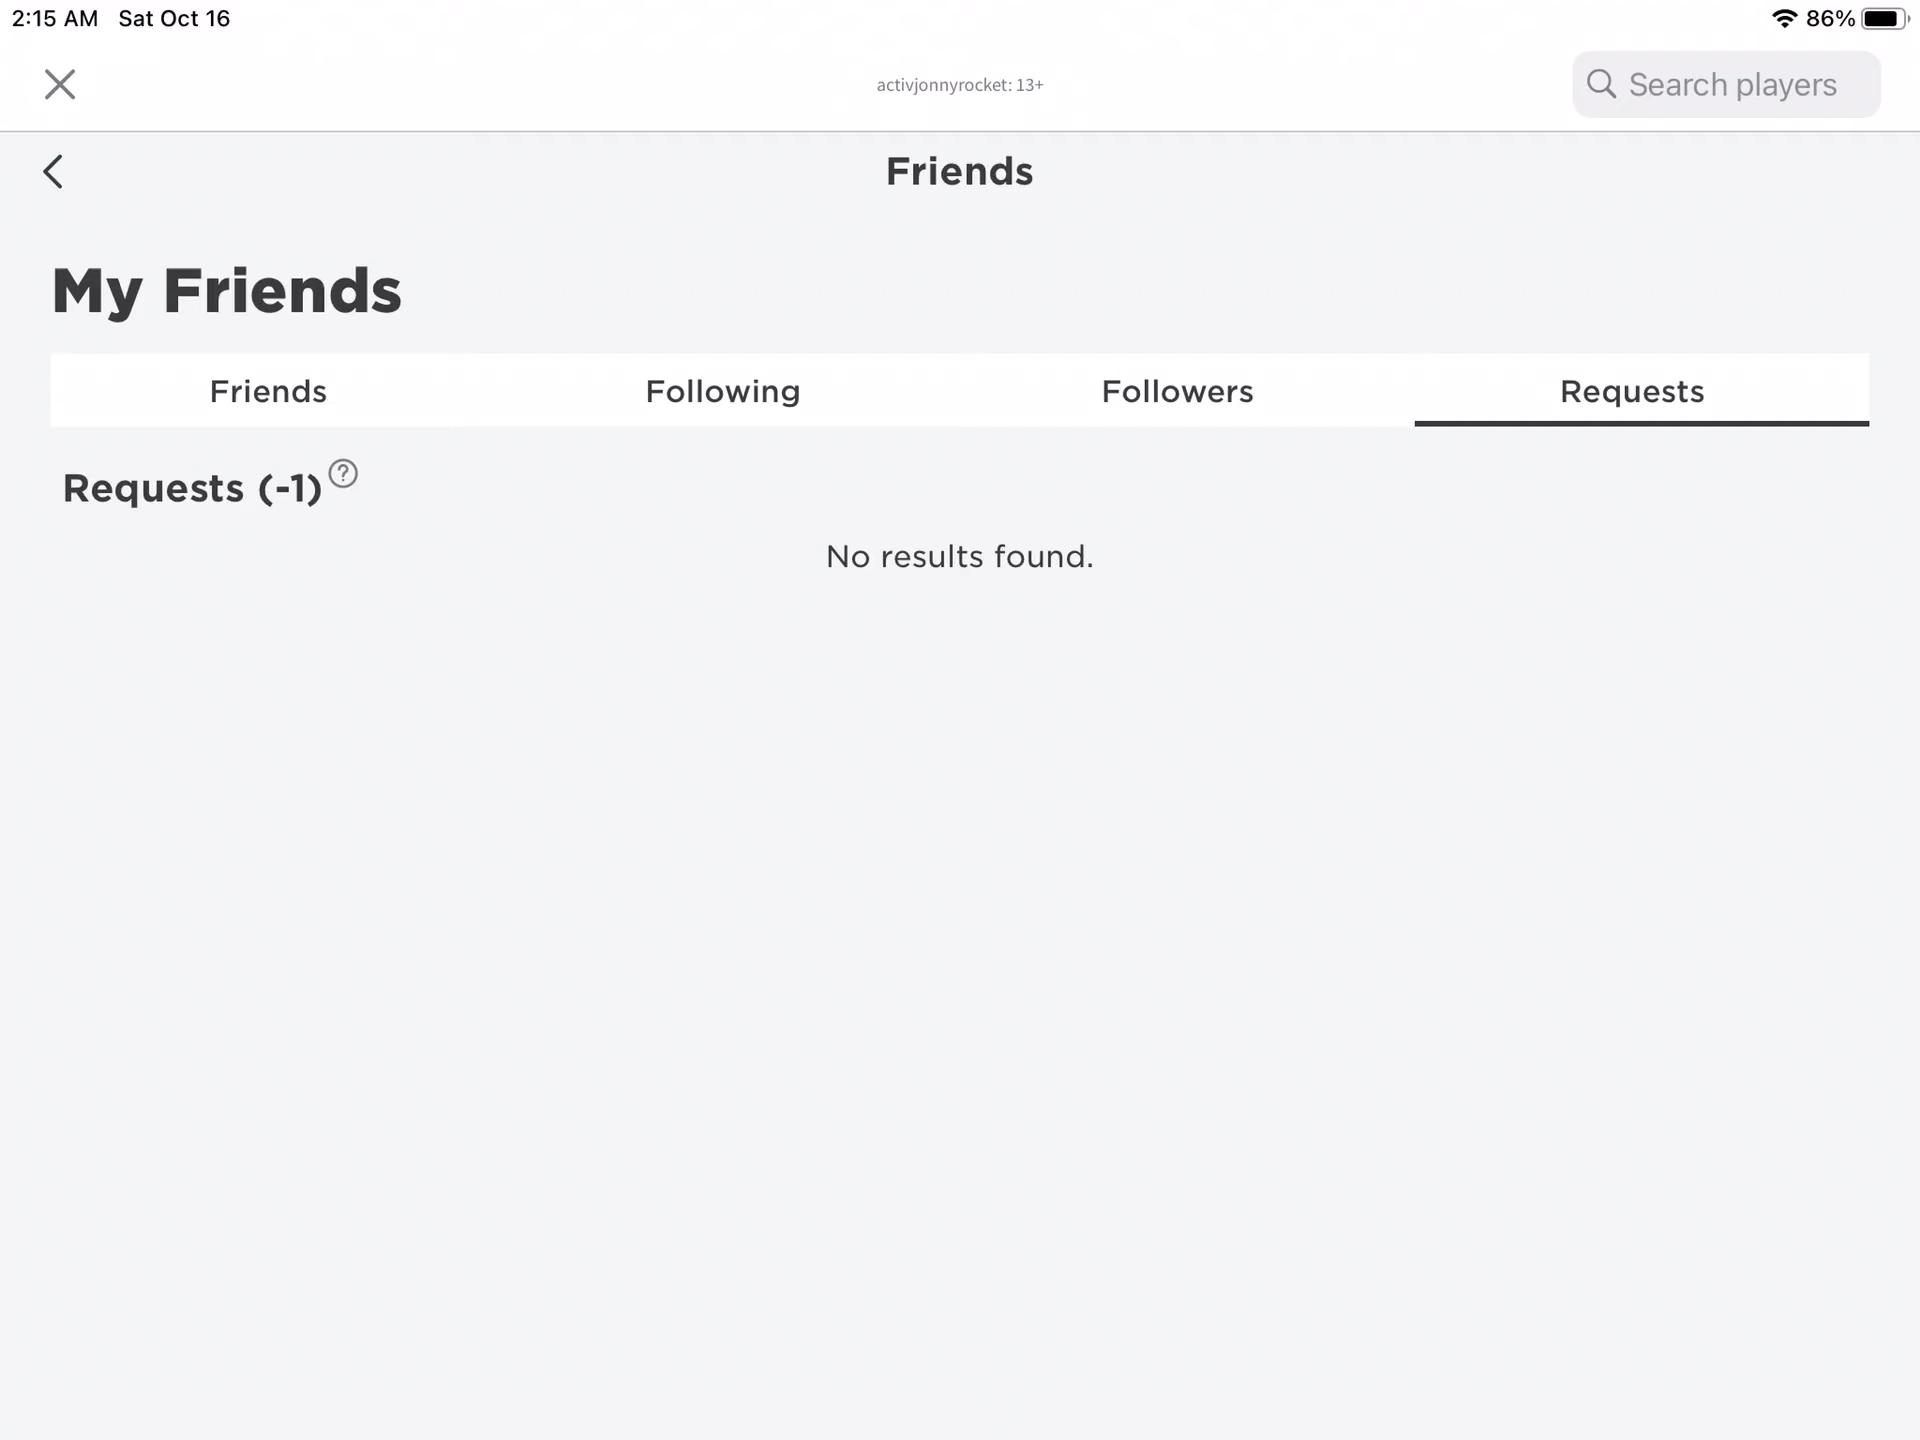 2:15 AM Sat Oct 16
86%
activjonnyrocket: 13+
Search players
Friends
My Friends
Friends Following Followers Requests
Requests (-1) ?
No results found.